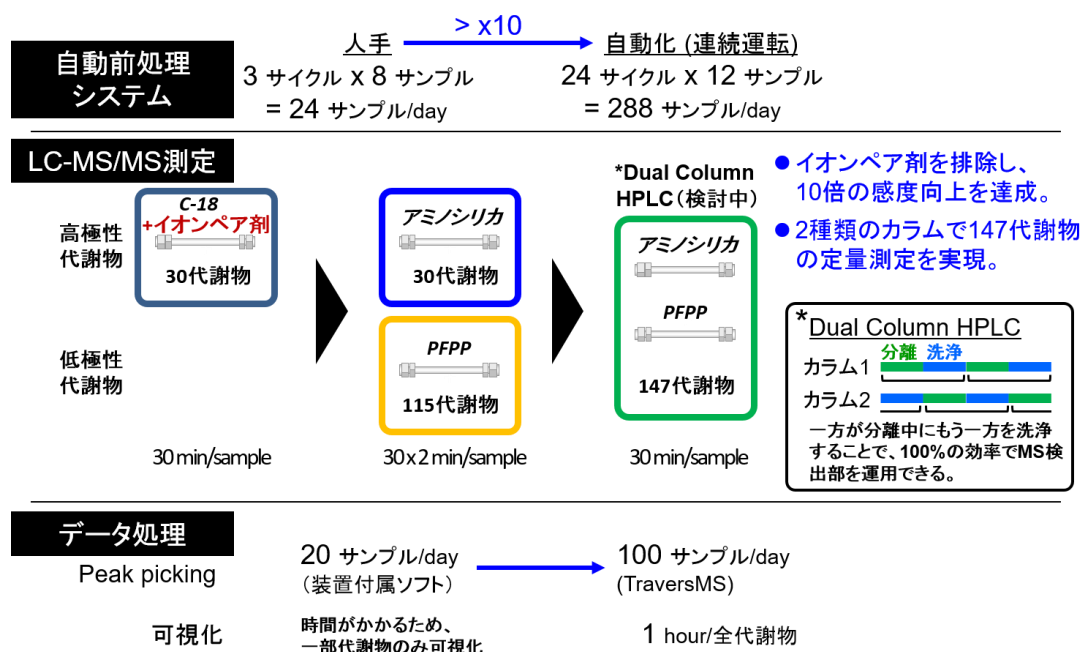 自動前処理
システム
人手
> x10
自動化 (連続運転)
3 サイクル x 8 サンプル
= 24 サンプル/day
24 サイクル x 12 サンプル
= 288 サンプル/day
LC-MS/MS測定
高極性
代謝物
低極性
代謝物
C-18
+イオンペア剤
30代謝物
30 min/sample
アミノシリカ
30代謝物
PFPP
115代謝物
30 x 2 min/sample
*Dual Column
HPLC(検討中)
アミノシリカ
PFPP
147代謝物
30 min/sample
● イオンペア剤を排除し、
10倍の感度向上を達成。
● 2種類のカラムで147代謝物
の定量測定を実現。
*Dual Column HPLC
分離 洗浄
カラム1
カラム2
一方が分離中にもう一方を洗浄
することで、100%の効率でMS検
出部を運用できる。
データ処理
Peak picking
20 サンプル/day
(装置付属ソフト)
100 サンプル/day
(TraversMS)
可視化
時間がかかるため、
一部代謝物のみ可視化
1 hour/全代謝物